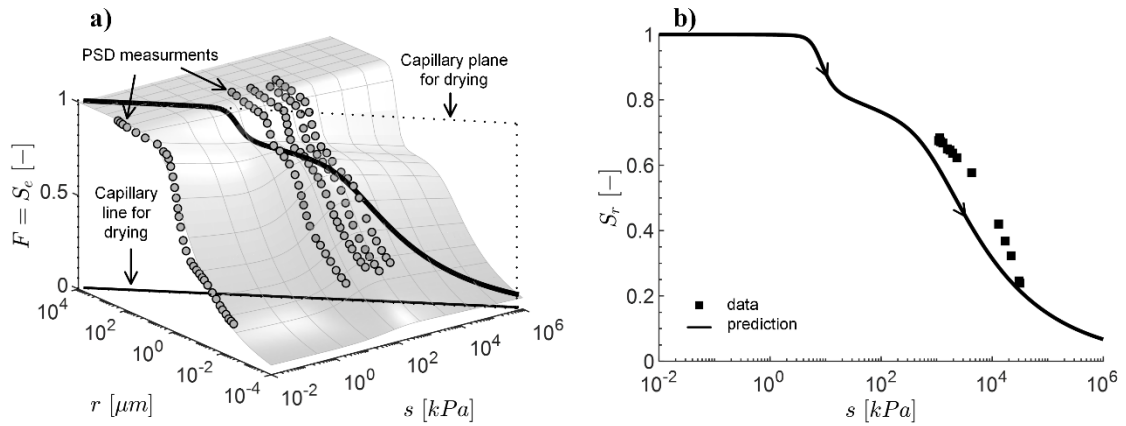 a)
PSD measurments
Capillary plane
for drying
1
0.5
0
F = S_e [−]
Capillary
line for
drying
10^4
10^2
10^0
10^-2
10^-4
r [μm]
10^-2
10^0
10^2
10^4
10^6
s [kPa]
b)
1
0.8
0.6
0.4
0.2
0
S_r [−]
data
prediction
10^-2
10^0
10^2
10^4
10^6
s [kPa]